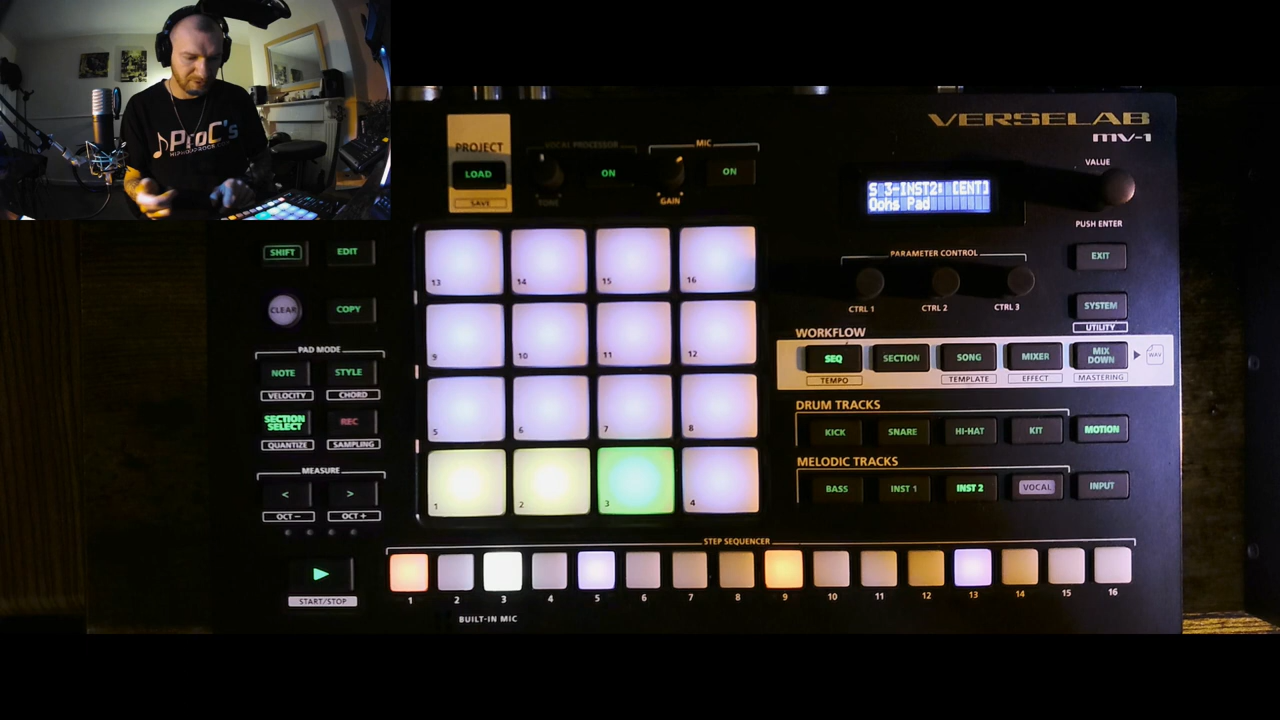 ProC's
VERSELAB
MV-1
PROJECT
LOAD
SAVE
VOCAL PROCESSOR
TONE
ON
MIC
GAIN
ON
S 3-INST2: [ENT]
Oohs Pad
VALUE
PUSH ENTER
SHIFT
EDIT
CLEAR
COPY
PAD MODE
NOTE
STYLE
VELOCITY
CHORD
SECTION
SELECT
REC
QUANTIZE
SAMPLING
MEASURE
<
>
OCT −
OCT +
START/STOP
13
14
15
16
9
10
11
12
5
6
7
8
1
2
3
4
PARAMETER CONTROL
CTRL 1
CTRL 2
CTRL 3
EXIT
SYSTEM
UTILITY
WORKFLOW
SEQ
SECTION
SONG
MIXER
MIX
DOWN
WAV
TEMPO
TEMPLATE
EFFECT
MASTERING
DRUM TRACKS
KICK
SNARE
HI-HAT
KIT
MOTION
MELODIC TRACKS
BASS
INST 1
INST 2
VOCAL
INPUT
STEP SEQUENCER
1
2
3
4
5
6
7
8
9
10
11
12
13
14
15
16
BUILT-IN MIC